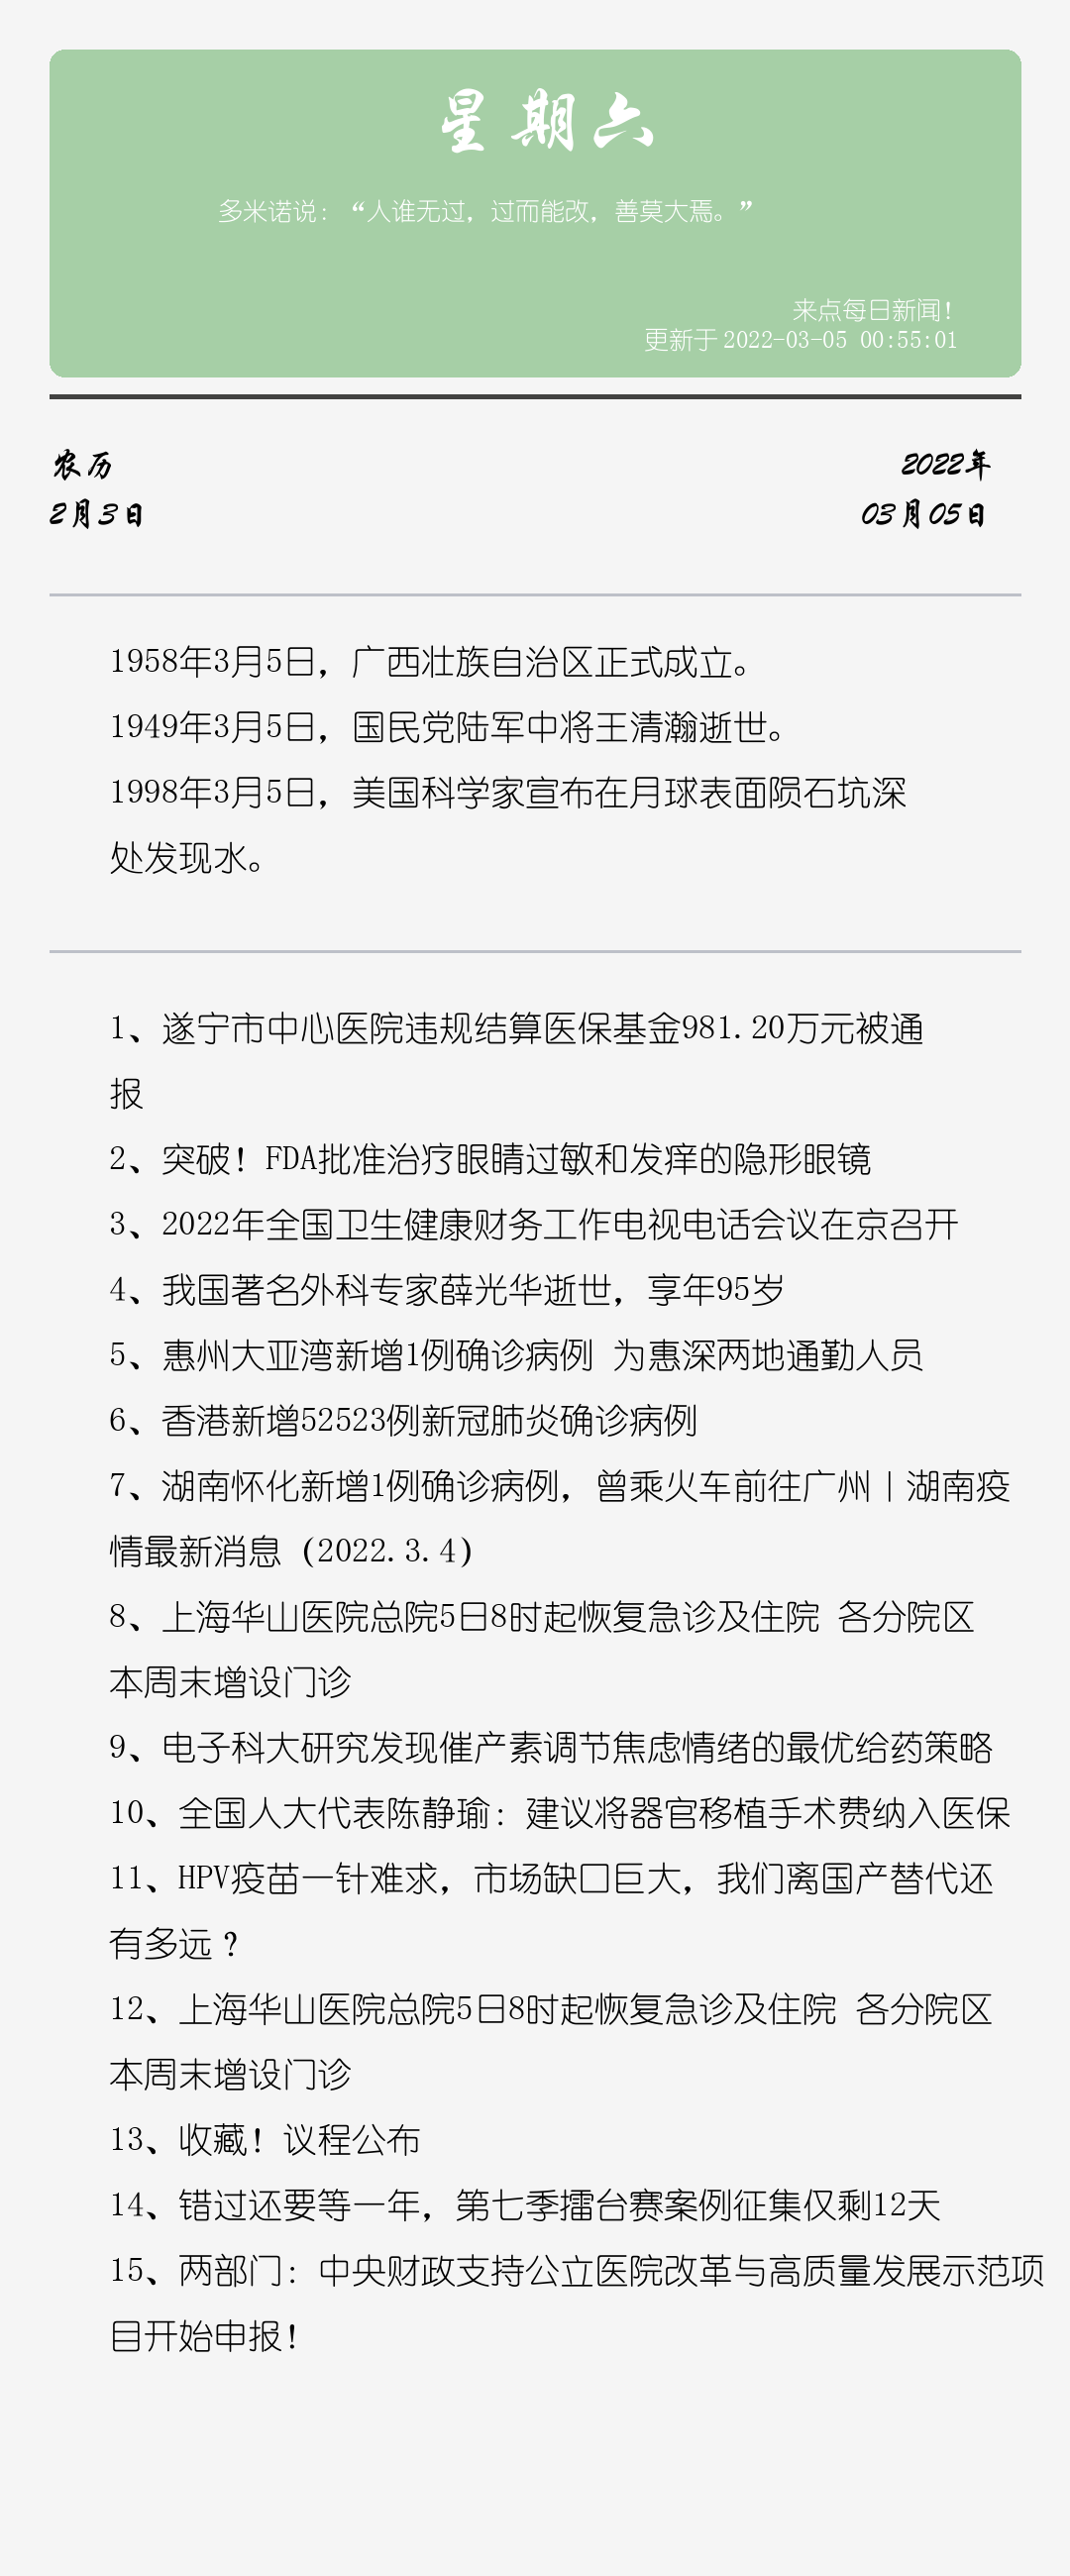 星期六
多米诺说：“人谁无过，过而能改，善莫大焉。”
来点每日新闻！
更新于 2022-03-05 00:55:01
农历
2022年
2月3日
03月05日
1958年3月5日，广西壮族自治区正式成立。
1949年3月5日，国民党陆军中将王清瀚逝世。
1998年3月5日，美国科学家宣布在月球表面陨石坑深
处发现水。
1、遂宁市中心医院违规结算医保基金981.20万元被通
报
2、突破！FDA批准治疗眼睛过敏和发痒的隐形眼镜
3、2022年全国卫生健康财务工作电视电话会议在京召开
4、我国著名外科专家薛光华逝世，享年95岁
5、惠州大亚湾新增1例确诊病例 为惠深两地通勤人员
6、香港新增52523例新冠肺炎确诊病例
7、湖南怀化新增1例确诊病例，曾乘火车前往广州丨湖南疫
情最新消息（2022.3.4）
8、上海华山医院总院5日8时起恢复急诊及住院 各分院区
本周末增设门诊
9、电子科大研究发现催产素调节焦虑情绪的最优给药策略
10、全国人大代表陈静瑜：建议将器官移植手术费纳入医保
11、HPV疫苗一针难求，市场缺口巨大，我们离国产替代还
有多远？
12、上海华山医院总院5日8时起恢复急诊及住院 各分院区
本周末增设门诊
13、收藏！议程公布
14、错过还要等一年，第七季擂台赛案例征集仅剩12天
15、两部门：中央财政支持公立医院改革与高质量发展示范项
目开始申报！